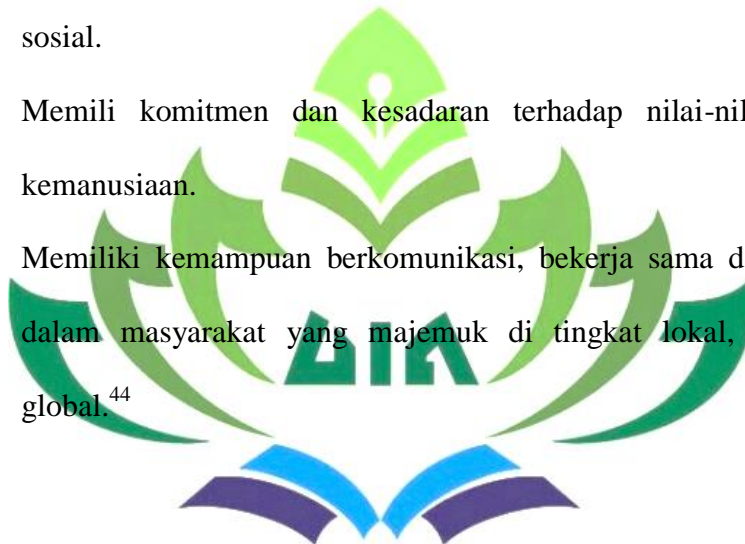 sosial.
Memili komitmen dan kesadaran terhadap nilai-nil
kemanusiaan.
Memiliki kemampuan berkomunikasi, bekerja sama d
dalam masyarakat yang majemuk di tingkat lokal,
global.44